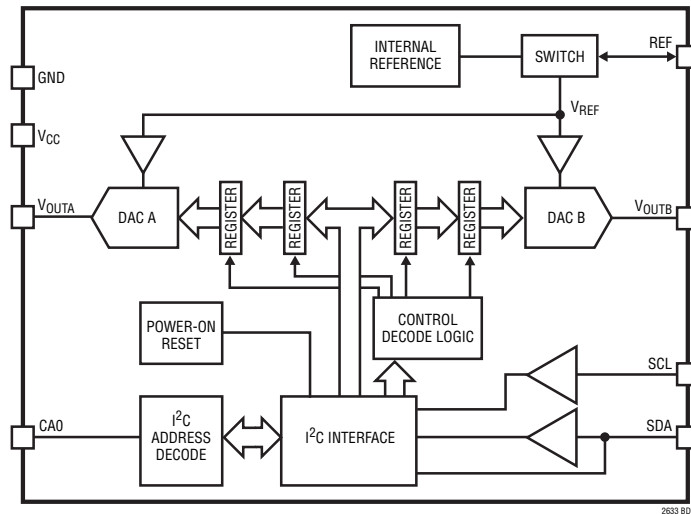 INTERNAL
REFERENCE
SWITCH
REF
GND
VCC
VREF
VOUTA
DAC A
REGISTER
REGISTER
REGISTER
REGISTER
DAC B
VOUTB
POWER-ON
RESET
CONTROL
DECODE LOGIC
SCL
CA0
I2C
ADDRESS
DECODE
I2C INTERFACE
SDA
2633 BD